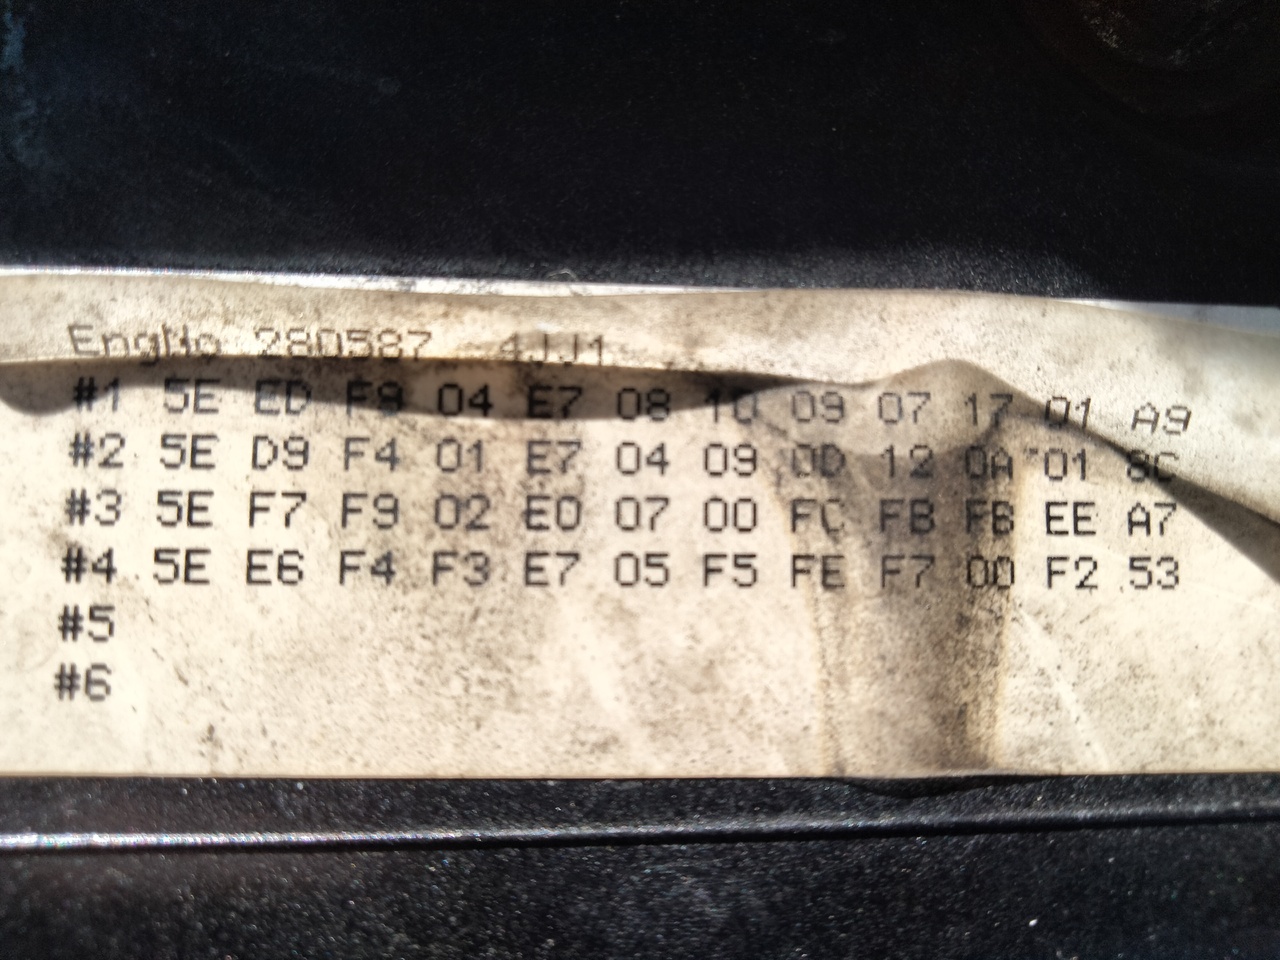 EngNo 280587 4JJ1
#1 5E ED F9 04 E7 08 10 09 07 17 01 A9
#2 5E D9 F4 01 E7 04 09 0D 12 0A 01 8C
#3 5E F7 F9 02 E0 07 00 FC FB FB EE A7
#4 5E E6 F4 F3 E7 05 F5 FE F7 00 F2 53
#5
#6